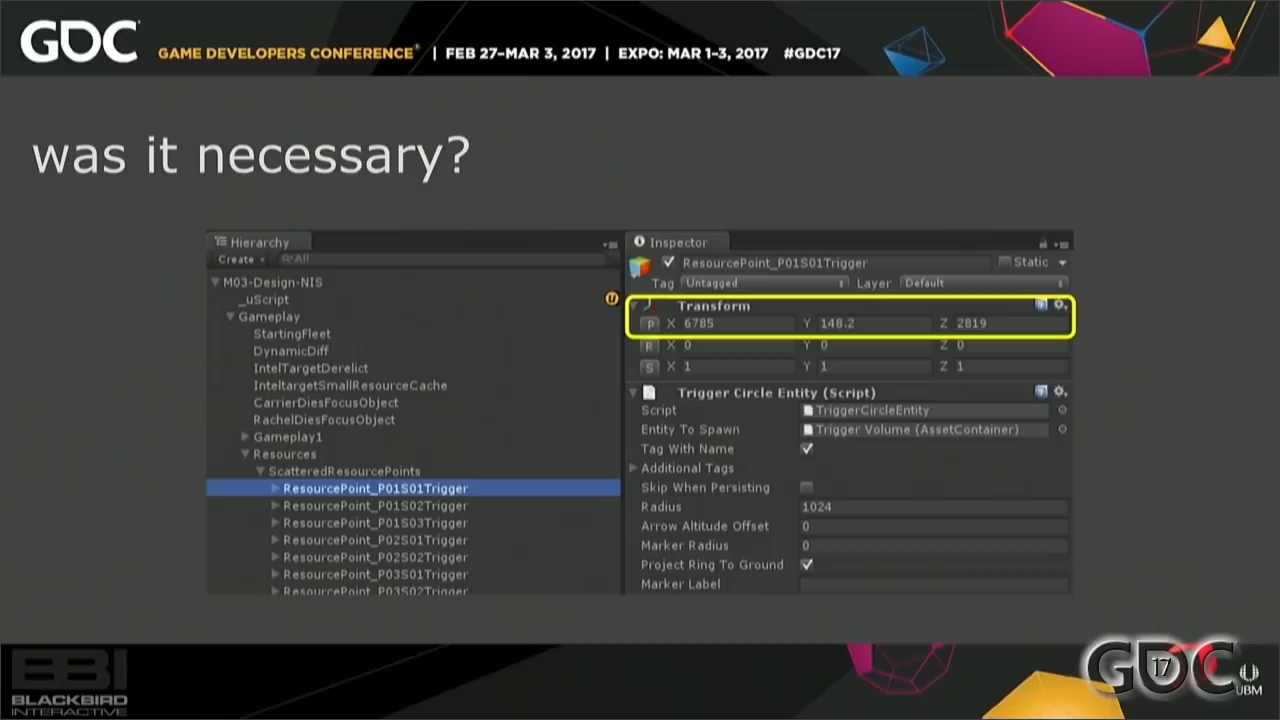 GDC GAME DEVELOPERS CONFERENCE® | FEB 27–MAR 3, 2017 | EXPO: MAR 1–3, 2017 #GDC17
was it necessary?
Hierarchy
Create All
M03-Design-NIS
_uScript
Gameplay
StartingFleet
DynamicDiff
IntelTargetDerelict
InteltargetSmallResourceCache
CarrierDiesFocusObject
RachelDiesFocusObject
Gameplay1
Resources
ScatteredResourcePoints
ResourcePoint_P01S01Trigger
ResourcePoint_P01S02Trigger
ResourcePoint_P01S03Trigger
ResourcePoint_P02S01Trigger
ResourcePoint_P02S02Trigger
ResourcePoint_P03S01Trigger
ResourcePoint_P03S02Trigger
Inspector
ResourcePoint_P01S01Trigger Static
Tag Untagged Layer Default
Transform
P X 6785 Y 148.2 Z 2819
R X 0 Y 0 Z 0
S X 1 Y 1 Z 1
Trigger Circle Entity (Script)
Script TriggerCircleEntity
Entity To Spawn Trigger Volume (AssetContainer)
Tag With Name
Additional Tags
Skip When Persisting
Radius 1024
Arrow Altitude Offset 0
Marker Radius 0
Project Ring To Ground
Marker Label
BBI
BLACKBIRD
INTERACTIVE
GDC 17
UBM